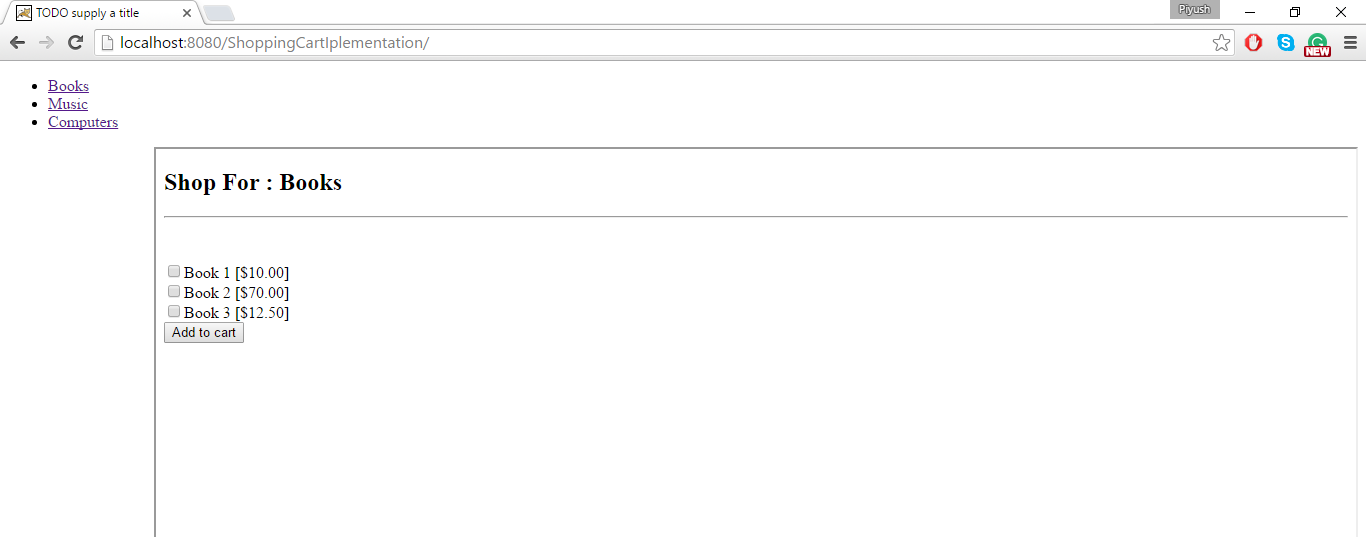 TODO supply a title
Piyush
localhost:8080/ShoppingCartIplementation/
NEW
Books
Music
Computers
Shop For : Books
Book 1 [$10.00]
Book 2 [$70.00]
Book 3 [$12.50]
Add to cart